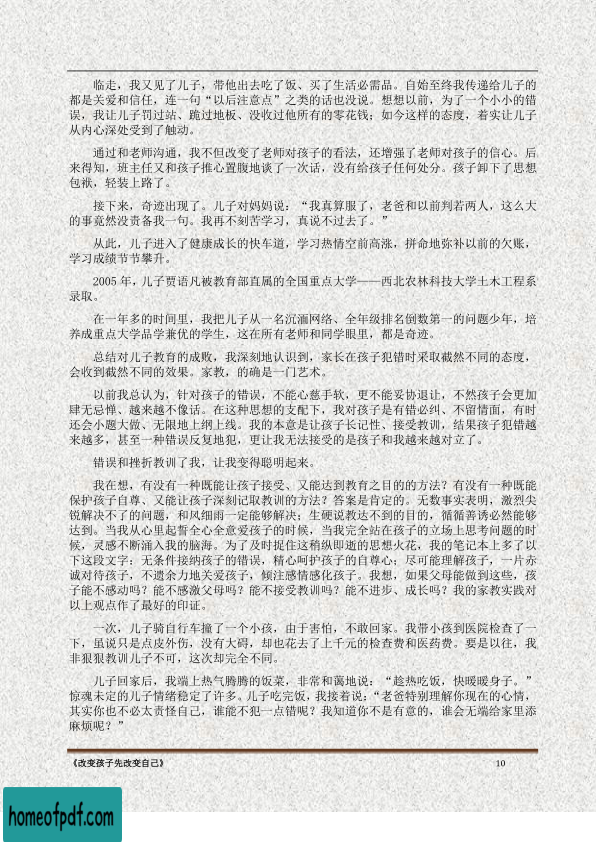 临走，我又见了儿子，带他出去吃了饭、买了生活必需品。自始至终我传递给儿子的
都是关爱和信任，连一句“以后注意点”之类的话也没说。想想以前，为了一个小小的错
误，我让儿子罚过站、跪过地板、没收过他所有的零花钱；如今这样的态度，着实让儿子
从内心深处受到了触动。
通过和老师沟通，我不但改变了老师对孩子的看法，还增强了老师对孩子的信心。后
来得知，班主任又和孩子推心置腹地谈了一次话，没有给孩子任何处分。孩子卸下了思想
包袱，轻装上路了。
接下来，奇迹出现了。儿子对妈妈说：“我真算服了，老爸和以前判若两人，这么大
的事竟然没责备我一句。我再不刻苦学习，真说不过去了。”
从此，儿子进入了健康成长的快车道，学习热情空前高涨，拼命地弥补以前的欠账，
学习成绩节节攀升。
2005 年，儿子贾语凡被教育部直属的全国重点大学——西北农林科技大学土木工程系
录取。
在一年多的时间里，我把儿子从一名沉湎网络、全年级排名倒数第一的问题少年，培
养成重点大学品学兼优的学生，这在所有老师和同学眼里，都是奇迹。
总结对儿子教育的成败，我深刻地认识到，家长在孩子犯错时采取截然不同的态度，
会收到截然不同的效果。家教，的确是一门艺术。
以前我总认为，针对孩子的错误，不能心慈手软，更不能妥协退让，不然孩子会更加
肆无忌惮、越来越不像话。在这种思想的支配下，我对孩子是有错必纠、不留情面，有时
还会小题大做、无限地上纲上线。我的本意是让孩子长记性、接受教训，结果孩子犯错越
来越多，甚至一种错误反复地犯，更让我无法接受的是孩子和我越来越对立了。
错误和挫折教训了我，让我变得聪明起来。
我在想，有没有一种既能让孩子接受、又能达到教育之目的的方法？有没有一种既能
保护孩子自尊、又能让孩子深刻记取教训的方法？答案是肯定的。无数事实表明，激烈尖
锐解决不了的问题，和风细雨一定能够解决；生硬说教达不到的目的，循循善诱必然能够
达到。当我从心里起誓全心全意爱孩子的时候，当我完全站在孩子的立场上思考问题的时
候，灵感不断涌入我的脑海。为了及时捉住这稍纵即逝的思想火花，我的笔记本上多了以
下这段文字：无条件接纳孩子的错误，精心呵护孩子的自尊心；尽可能理解孩子，一片赤
诚对待孩子，不遗余力地关爱孩子，倾注感情感化孩子。我想，如果父母能做到这些，孩
子能不感动吗？能不感激父母吗？能不接受教训吗？能不进步、成长吗？我的家教实践对
以上观点作了最好的印证。
一次，儿子骑自行车撞了一个小孩，由于害怕，不敢回家。我带小孩到医院检查了一
下，虽说只是点皮外伤，没有大碍，却也花去了上千元的检查费和医药费。要是以往，我
非狠狠教训儿子不可，这次却完全不同。
儿子回家后，我端上热气腾腾的饭菜，非常和蔼地说：“趁热吃饭，快暖暖身子。”
惊魂未定的儿子情绪稳定了许多。儿子吃完饭，我接着说：“老爸特别理解你现在的心情，
其实你也不必太责怪自己，谁能不犯一点错呢？我知道你不是有意的，谁会无端给家里添
麻烦呢？”
《改变孩子先改变自己》 10
homeofpdf.com